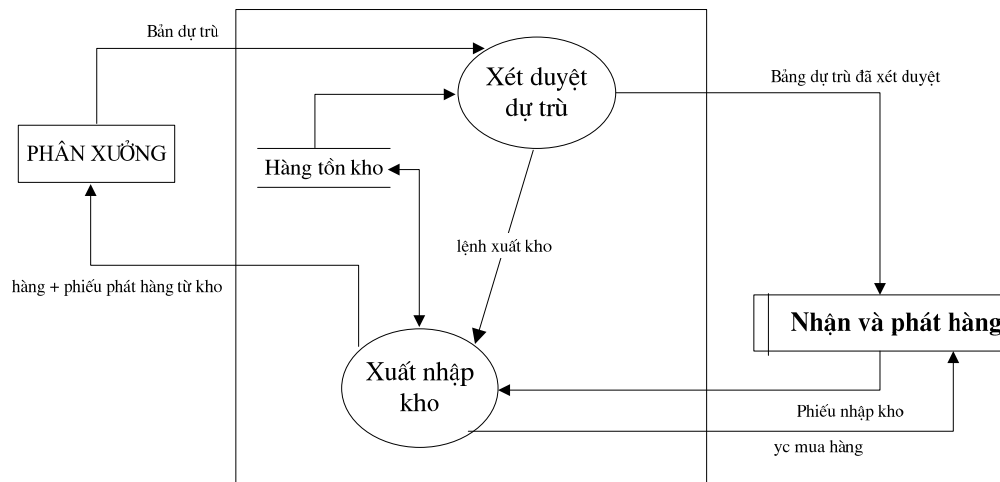 Bản dự trù
Xét duyệt
dự trù
Bảng dự trù đã xét duyệt
PHÂN XƯỞNG
Hàng tồn kho
lệnh xuất kho
hàng + phiếu phát hàng từ kho
Nhận và phát hàng
Xuất nhập
kho
Phiếu nhập kho
yc mua hàng